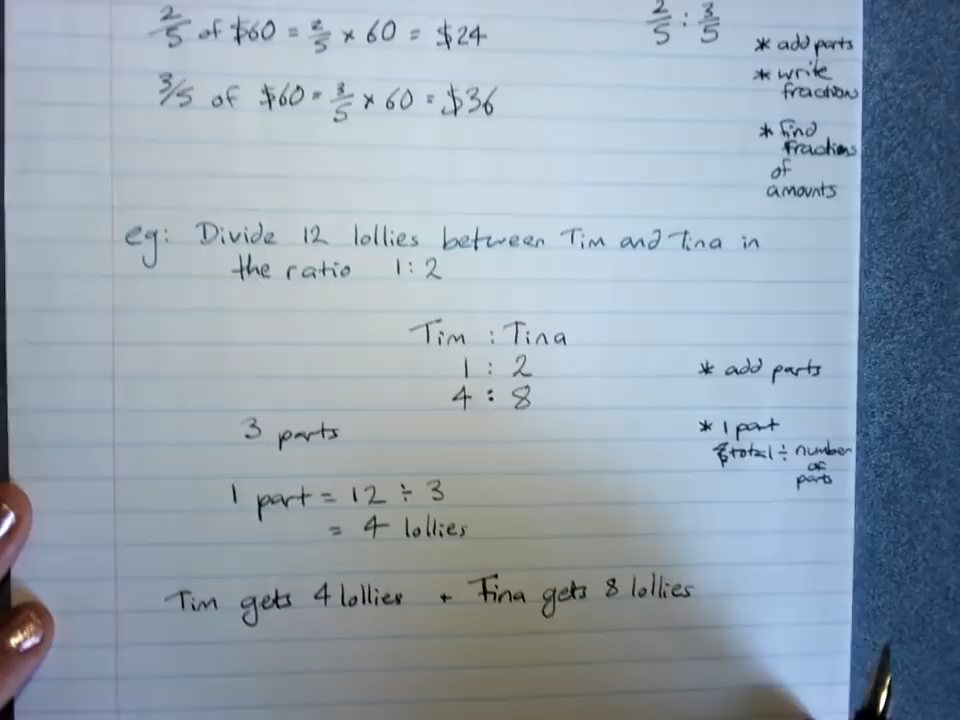 2/5 of $60 = 2/5 × 60 = $24
2/5 : 3/5
* add parts
* write
fractions
3/5 of $60 = 3/5 × 60 = $36
* Find
fractions
of
amounts
eg: Divide 12 lollies between Tim and Tina in
the ratio 1:2
Tim : Tina
1 : 2
* add parts
4 : 8
3 parts
* 1 part
total ÷ number
of
parts
1 part = 12 ÷ 3
= 4 lollies
Tim gets 4 lollies + Tina gets 8 lollies